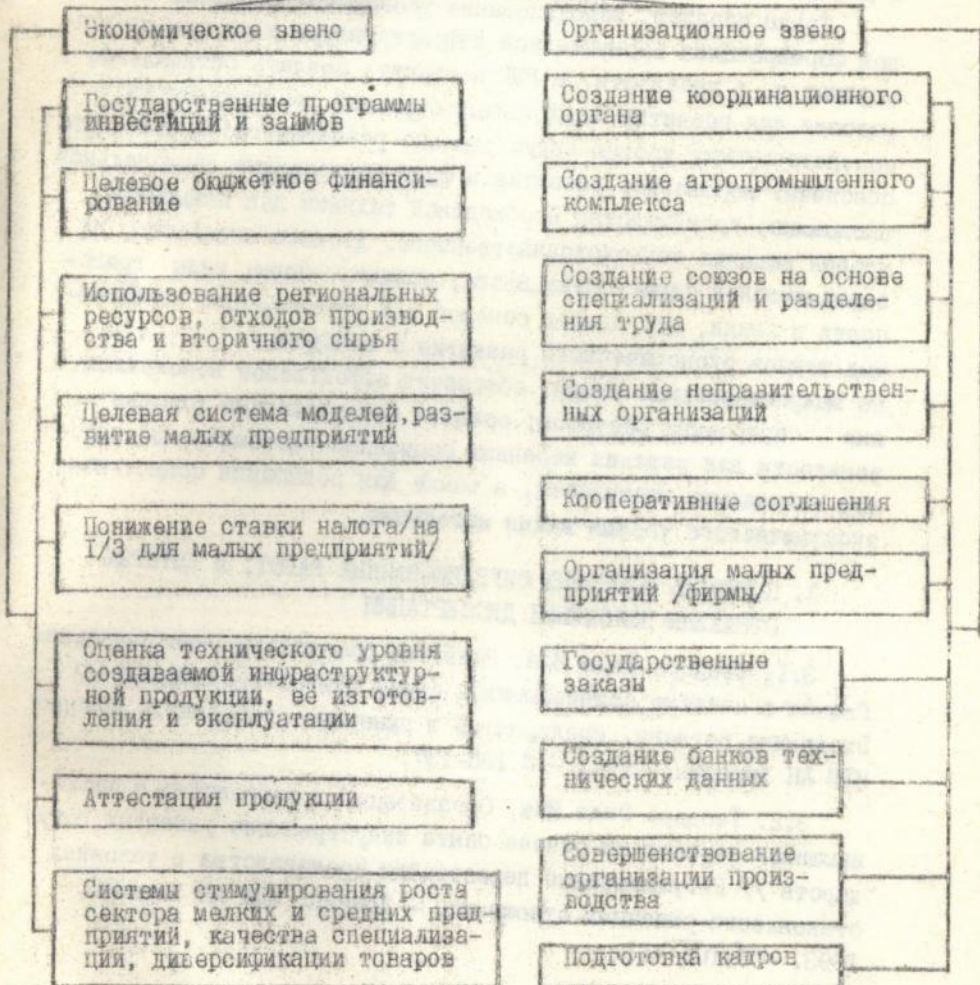 Экономическое звено
Государственные программы
инвестиций и займов
Целевое бюджетное финанси-
рование
Использование региональных
ресурсов, отходов производ-
ства и вторичного сырья
Целевая система моделей,раз-
витие малых предприятий
Понижение ставки налога/на
I/3 для малых предприятий/
Оценка технического уровня
создаваемой инфраструктур-
ной продукции, её изготов-
ления и эксплуатации
Аттестация продукции
Системы стимулирования роста
сектора мелких и средних пред-
приятий, качества специализа-
ции, диверсификации товаров
Организационное звено
Создание координационного
органа
Создание агропромышленного
комплекса
Создание союзов на основе
специализаций и разделе-
ния труда
Создание неправительствен-
ных организаций
Кооперативные соглашения
Организация малых пред-
приятий /фирмы/
Государственные
заказы
Создание банков тех-
нических данных
Совершенствование
организации произ-
водства
Подготовка кадров